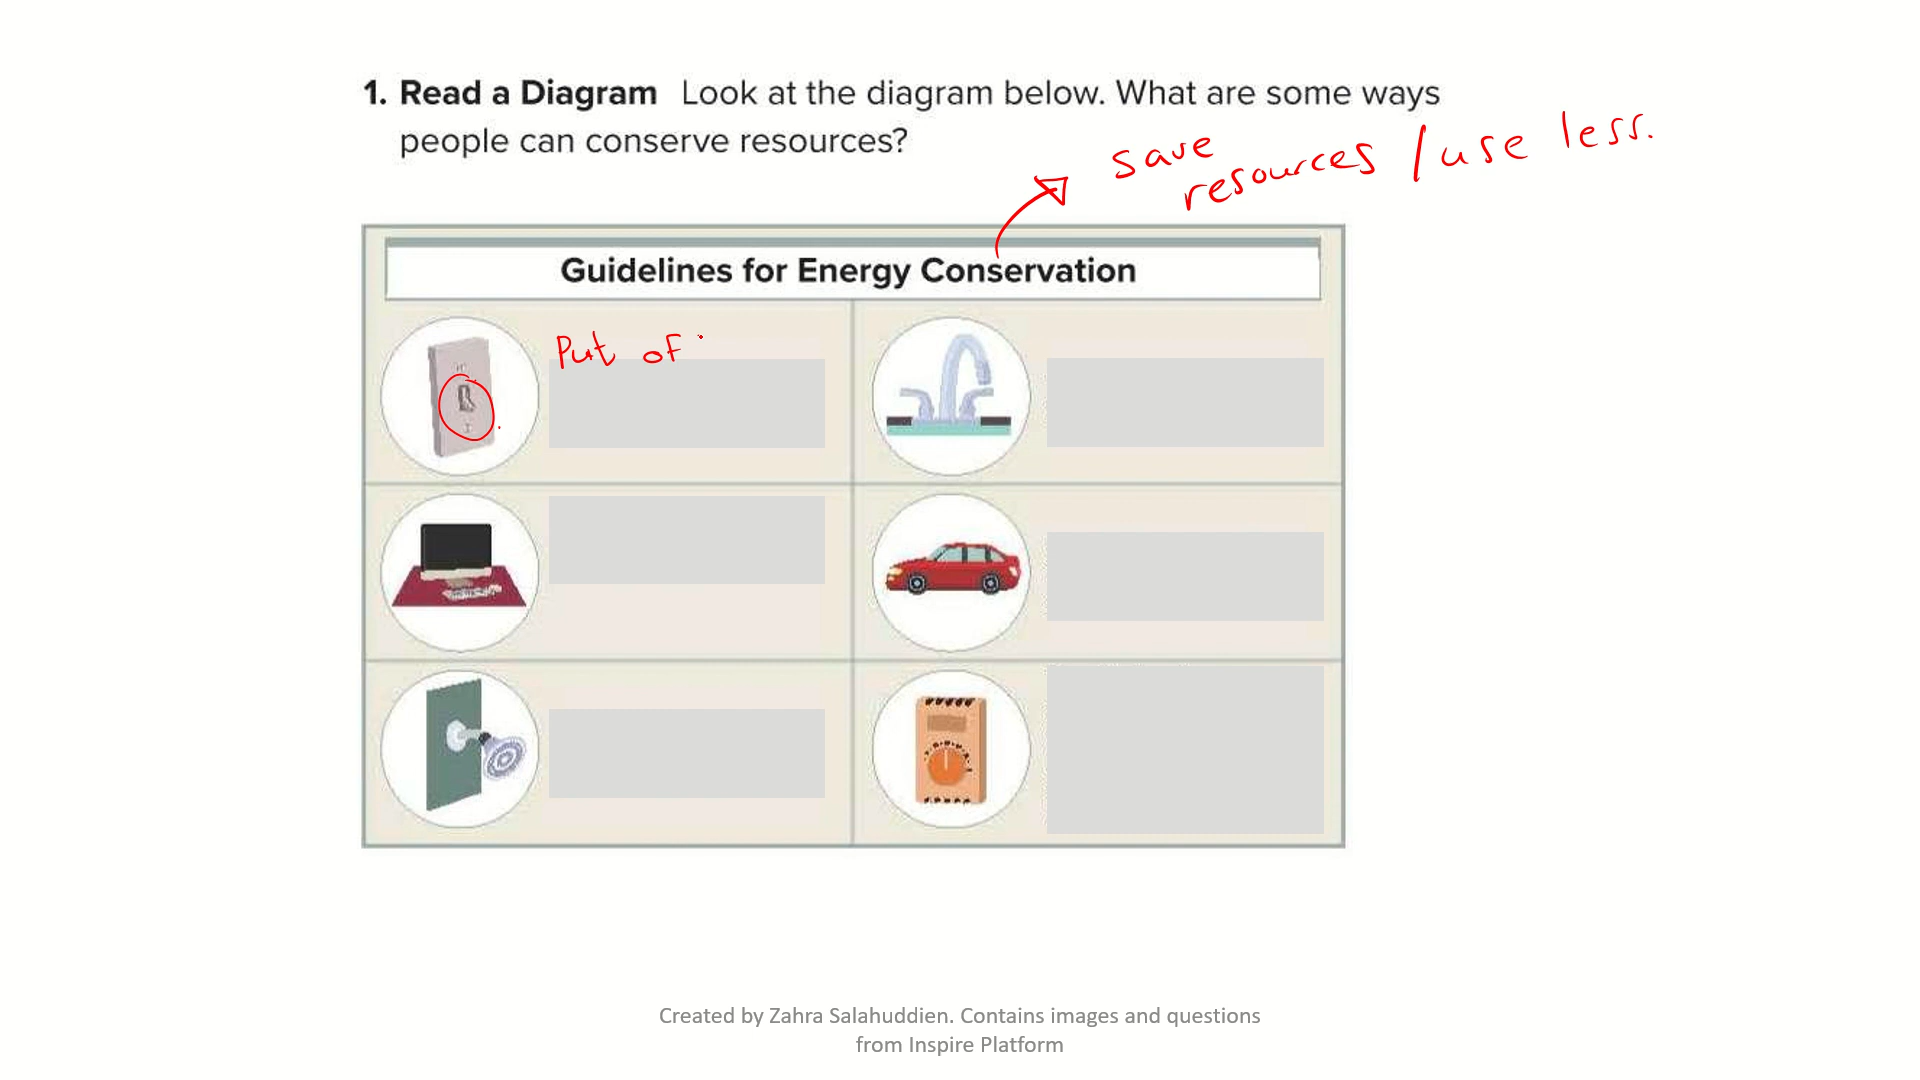 1. Read a Diagram Look at the diagram below. What are some ways
people can conserve resources?
save
resources / use less.
Guidelines for Energy Conservation
Put of
Created by Zahra Salahuddien. Contains images and questions
from Inspire Platform